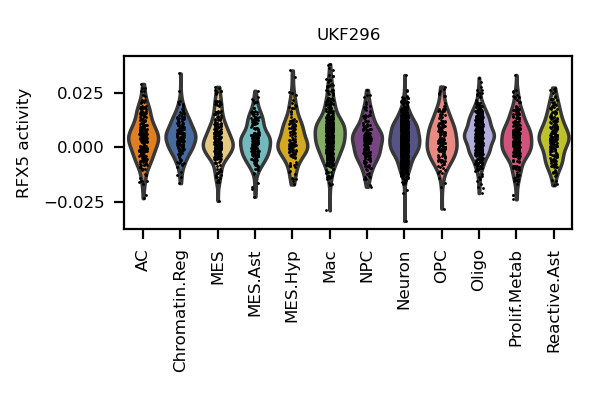 UKF296
RFX5 activity
0.025
0.000
−0.025
AC
Chromatin.Reg
MES
MES.Ast
MES.Hyp
Mac
NPC
Neuron
OPC
Oligo
Prolif.Metab
Reactive.Ast